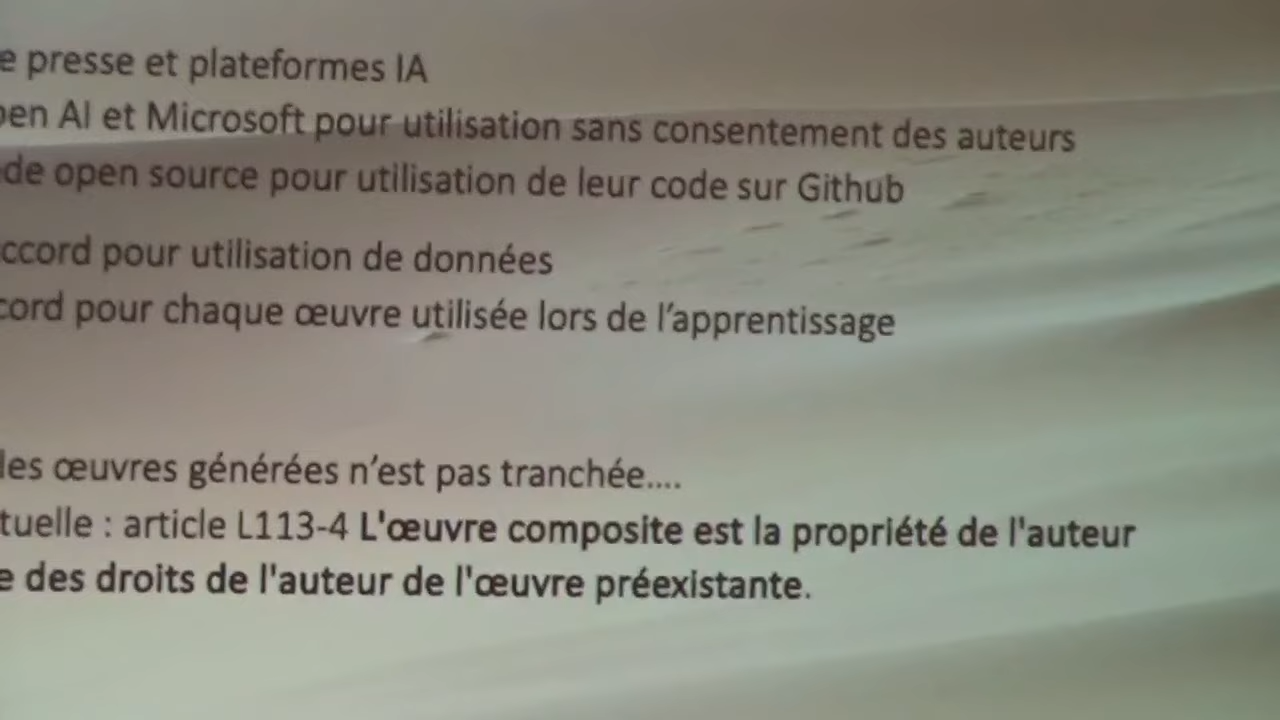 e presse et plateformes IA
pen AI et Microsoft pour utilisation sans consentement des auteurs
de open source pour utilisation de leur code sur Github
ccord pour utilisation de données
cord pour chaque œuvre utilisée lors de l’apprentissage
les œuvres générées n’est pas tranchée....
tuelle : article L113-4 L'œuvre composite est la propriété de l'auteur
e des droits de l'auteur de l'œuvre préexistante.